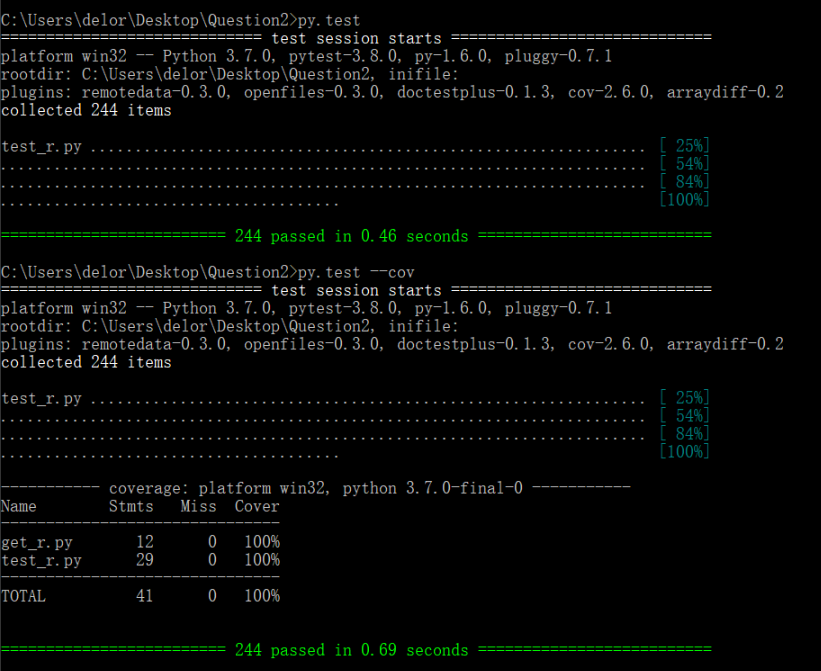 C:\Users\delor\Desktop\Question2>py.test
============================= test session starts =============================
platform win32 -- Python 3.7.0, pytest-3.8.0, py-1.6.0, pluggy-0.7.1
rootdir: C:\Users\delor\Desktop\Question2, inifile:
plugins: remotedata-0.3.0, openfiles-0.3.0, doctestplus-0.1.3, cov-2.6.0, arraydiff-0.2
collected 244 items
test_r.py .............................................................. [ 25%]
........................................................................ [ 54%]
........................................................................ [ 84%]
...................................... [100%]
========================= 244 passed in 0.46 seconds ==========================
C:\Users\delor\Desktop\Question2>py.test --cov
============================= test session starts =============================
platform win32 -- Python 3.7.0, pytest-3.8.0, py-1.6.0, pluggy-0.7.1
rootdir: C:\Users\delor\Desktop\Question2, inifile:
plugins: remotedata-0.3.0, openfiles-0.3.0, doctestplus-0.1.3, cov-2.6.0, arraydiff-0.2
collected 244 items
test_r.py .............................................................. [ 25%]
........................................................................ [ 54%]
........................................................................ [ 84%]
...................................... [100%]
----------- coverage: platform win32, python 3.7.0-final-0 -----------
Name Stmts Miss Cover
-------------------------------
get_r.py 12 0 100%
test_r.py 29 0 100%
-------------------------------
TOTAL 41 0 100%
========================= 244 passed in 0.69 seconds ==========================